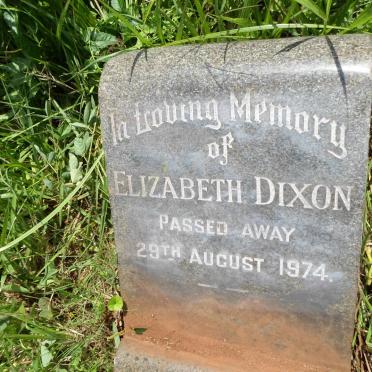 In Loving Memory
of
ELIZABETH DIXON
PASSED AWAY
29TH AUGUST 1974.